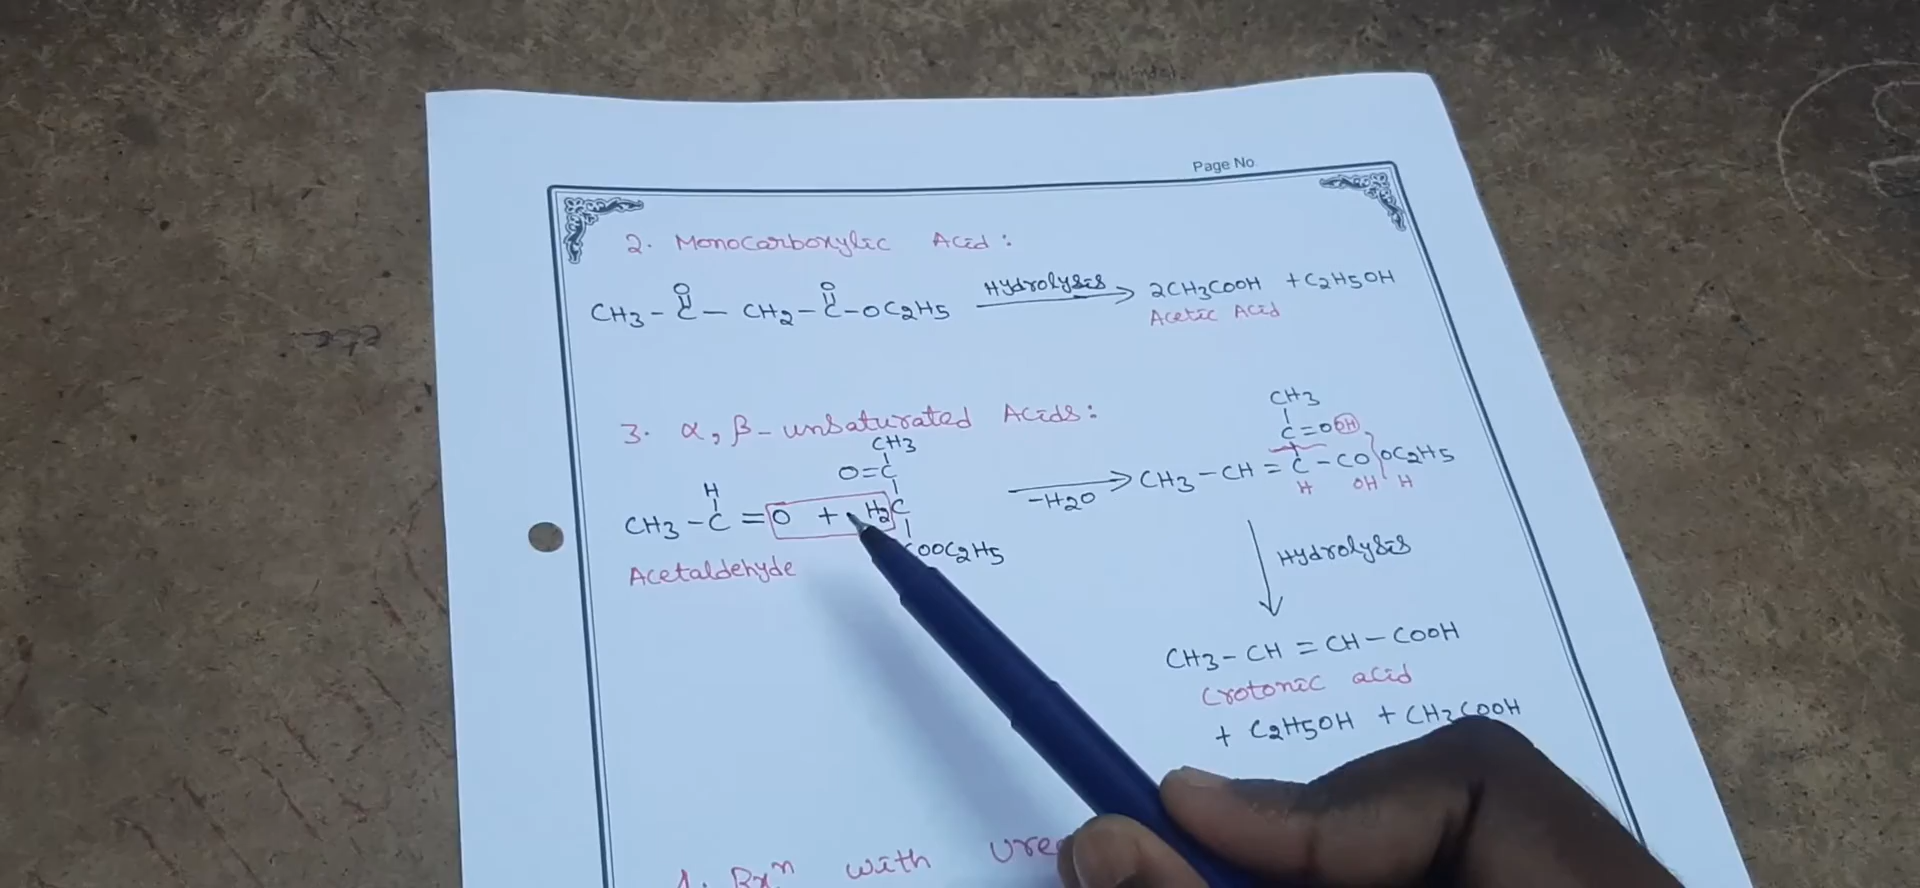 Page No
2. Monocarboxylic Acid:
O O
CH3 - C - CH2 - C - OC2H5 Hydrolysis 2CH3COOH + C2H5OH
Acetic Acid
3. α, β - unsaturated Acids:
CH3
O=C
H
CH3 - C = O + H2C
COOC2H5
Acetaldehyde
-H2O
CH3
C=O OH
CH3 - CH = C - CO OC2H5
H OH H
Hydrolysis
CH3 - CH = CH - COOH
Crotonic acid
+ C2H5OH + CH3COOH
with